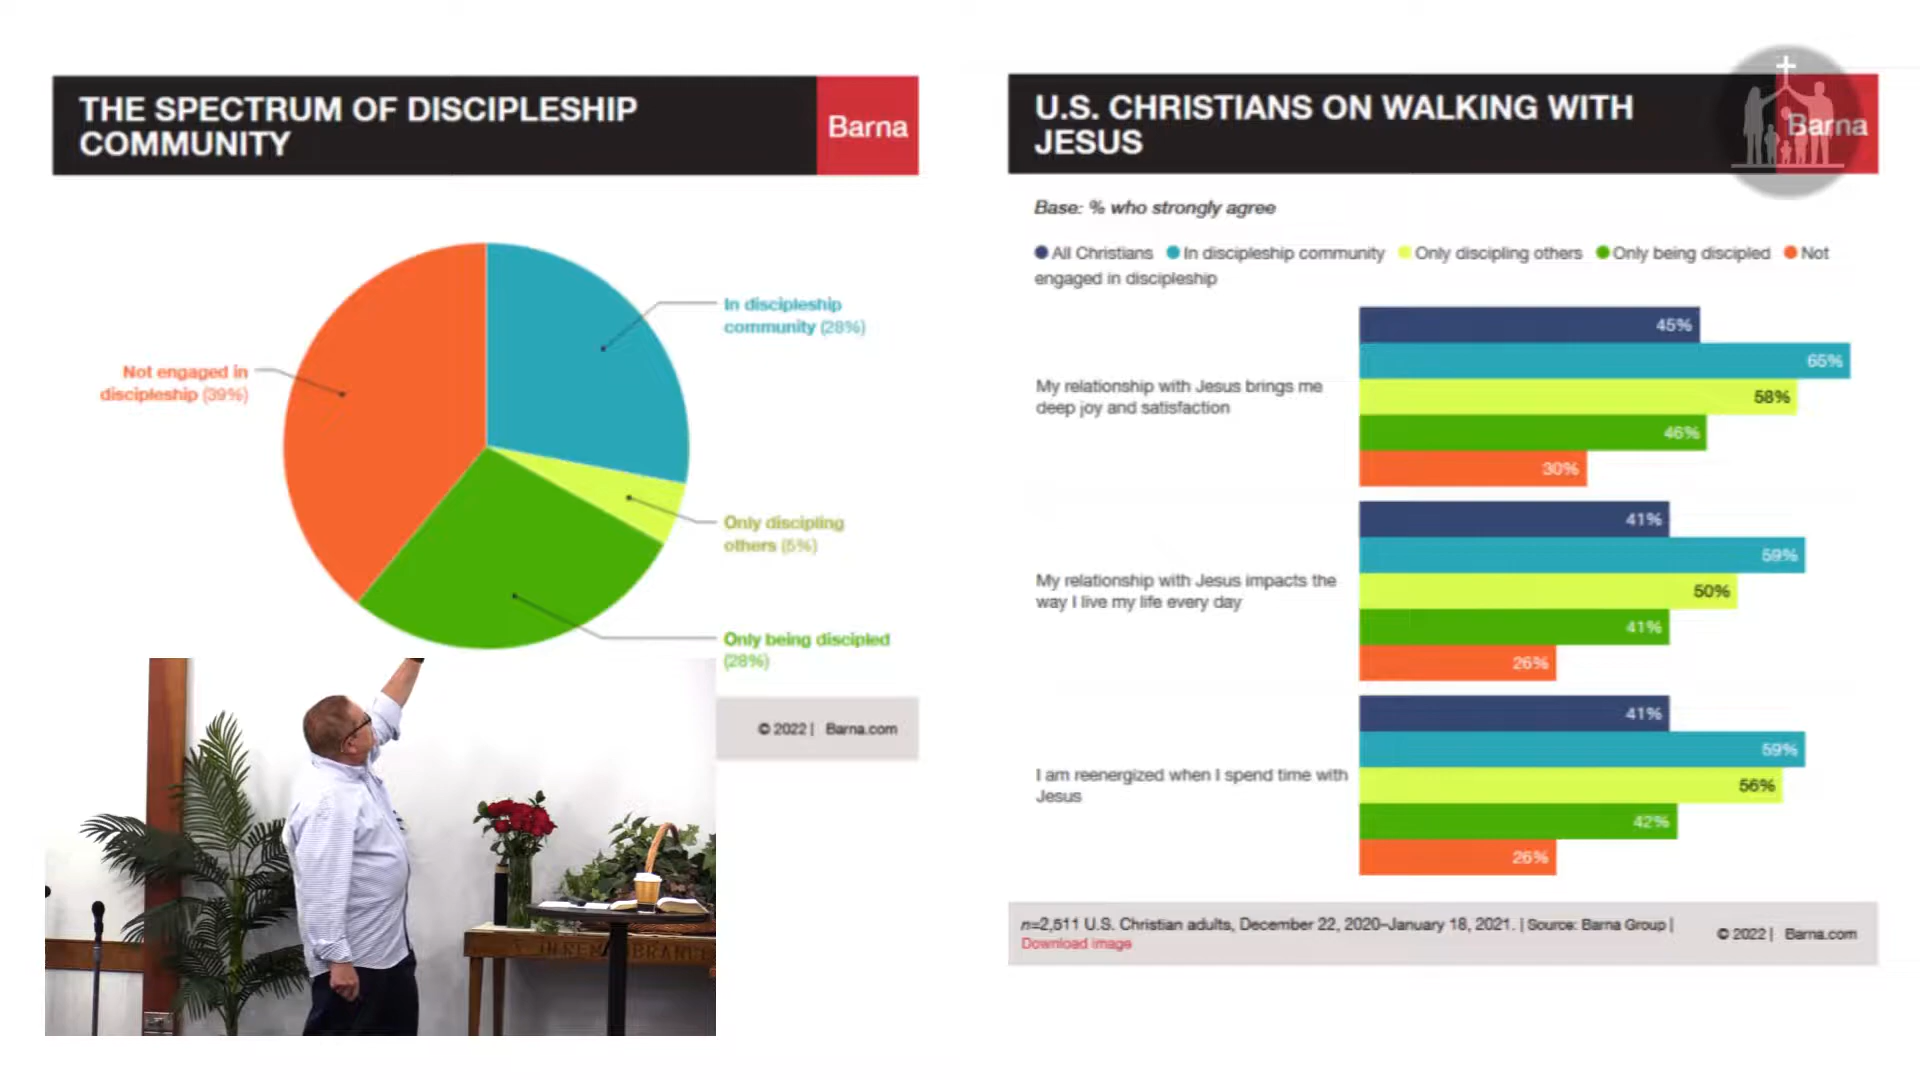 THE SPECTRUM OF DISCIPLESHIP
COMMUNITY
Barna
In discipleship
community (28%)
Not engaged in
discipleship (39%)
Only discipling
others (5%)
Only being discipled
(28%)
© 2022 | Barna.com
U.S. CHRISTIANS ON WALKING WITH
JESUS
Barna
Base: % who strongly agree
All Christians In discipleship community Only discipling others Only being discipled Not
engaged in discipleship
45%
65%
My relationship with Jesus brings me
deep joy and satisfaction
58%
46%
30%
41%
59%
My relationship with Jesus impacts the
way I live my life every day
50%
41%
26%
41%
59%
I am reenergized when I spend time with
Jesus
56%
42%
26%
n=2,511 U.S. Christian adults, December 22, 2020–January 18, 2021. | Source: Barna Group |
Download image
© 2022 | Barna.com